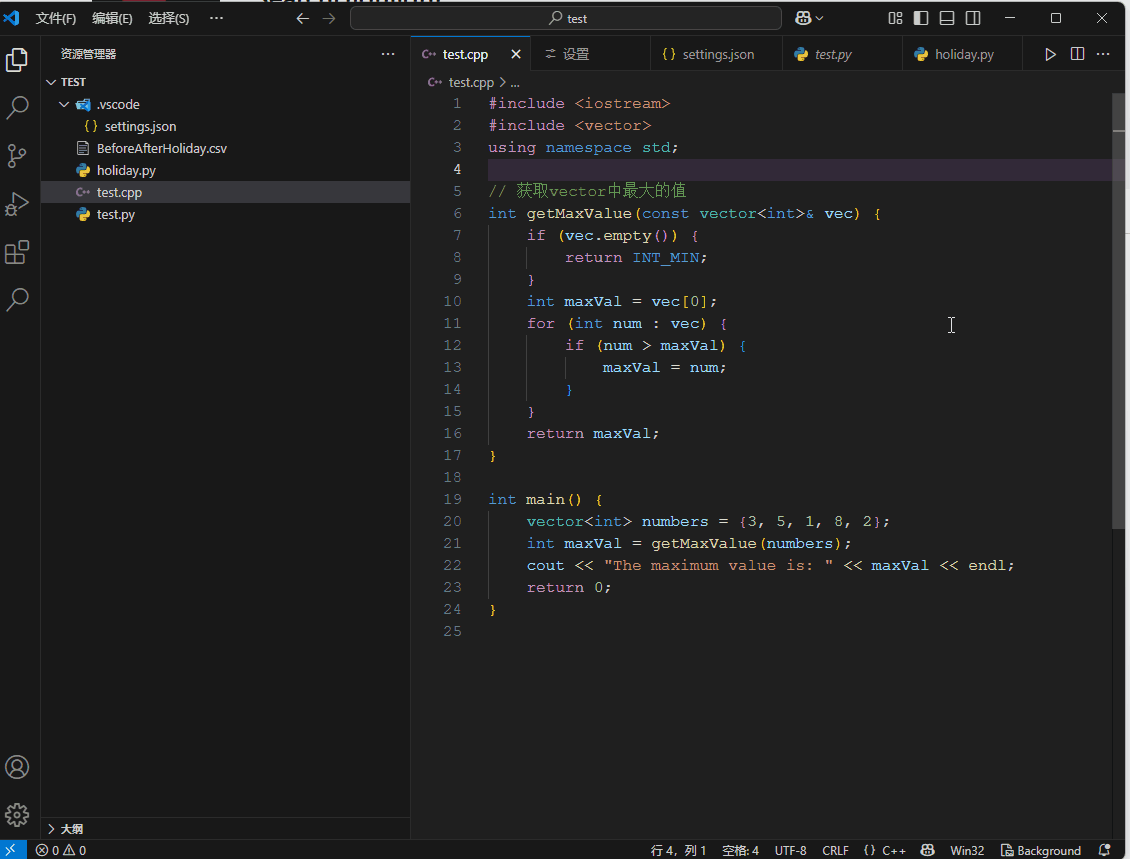 文件(F) 编辑(E) 选择(S) ··· test
资源管理器 ···
TEST
.vscode
{} settings.json
BeforeAfterHoliday.csv
holiday.py
test.cpp
test.py
大纲
test.cpp 设置 {} settings.json test.py holiday.py ···
test.cpp > ...
1 #include <iostream>
2 #include <vector>
3 using namespace std;
4
5 // 获取vector中最大的值
6 int getMaxValue(const vector<int>& vec) {
7 if (vec.empty()) {
8 return INT_MIN;
9 }
10 int maxVal = vec[0];
11 for (int num : vec) {
12 if (num > maxVal) {
13 maxVal = num;
14 }
15 }
16 return maxVal;
17 }
18
19 int main() {
20 vector<int> numbers = {3, 5, 1, 8, 2};
21 int maxVal = getMaxValue(numbers);
22 cout << "The maximum value is: " << maxVal << endl;
23 return 0;
24 }
25
0 0 行 4，列 1 空格: 4 UTF-8 CRLF {} C++ Win32 Background